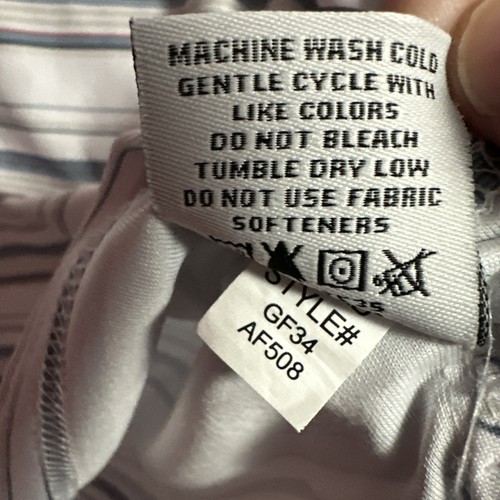 MACHINE WASH COLD
GENTLE CYCLE WITH
LIKE COLORS
DO NOT BLEACH
TUMBLE DRY LOW
DO NOT USE FABRIC
SOFTENERS
STYLE#
GF34
AF508